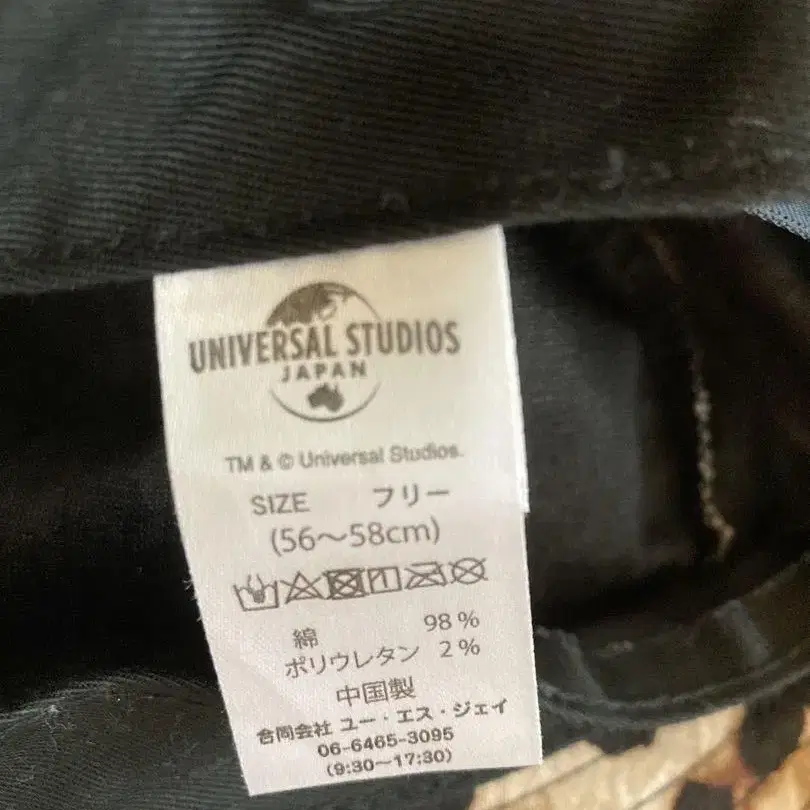 UNIVERSAL STUDIOS
JAPAN
TM & © Universal Studios.
SIZE フリー
(56～58cm)
綿 98%
ポリウレタン 2%
中国製
合同会社 ユー・エス・ジェイ
06-6465-3095
(9:30～17:30)